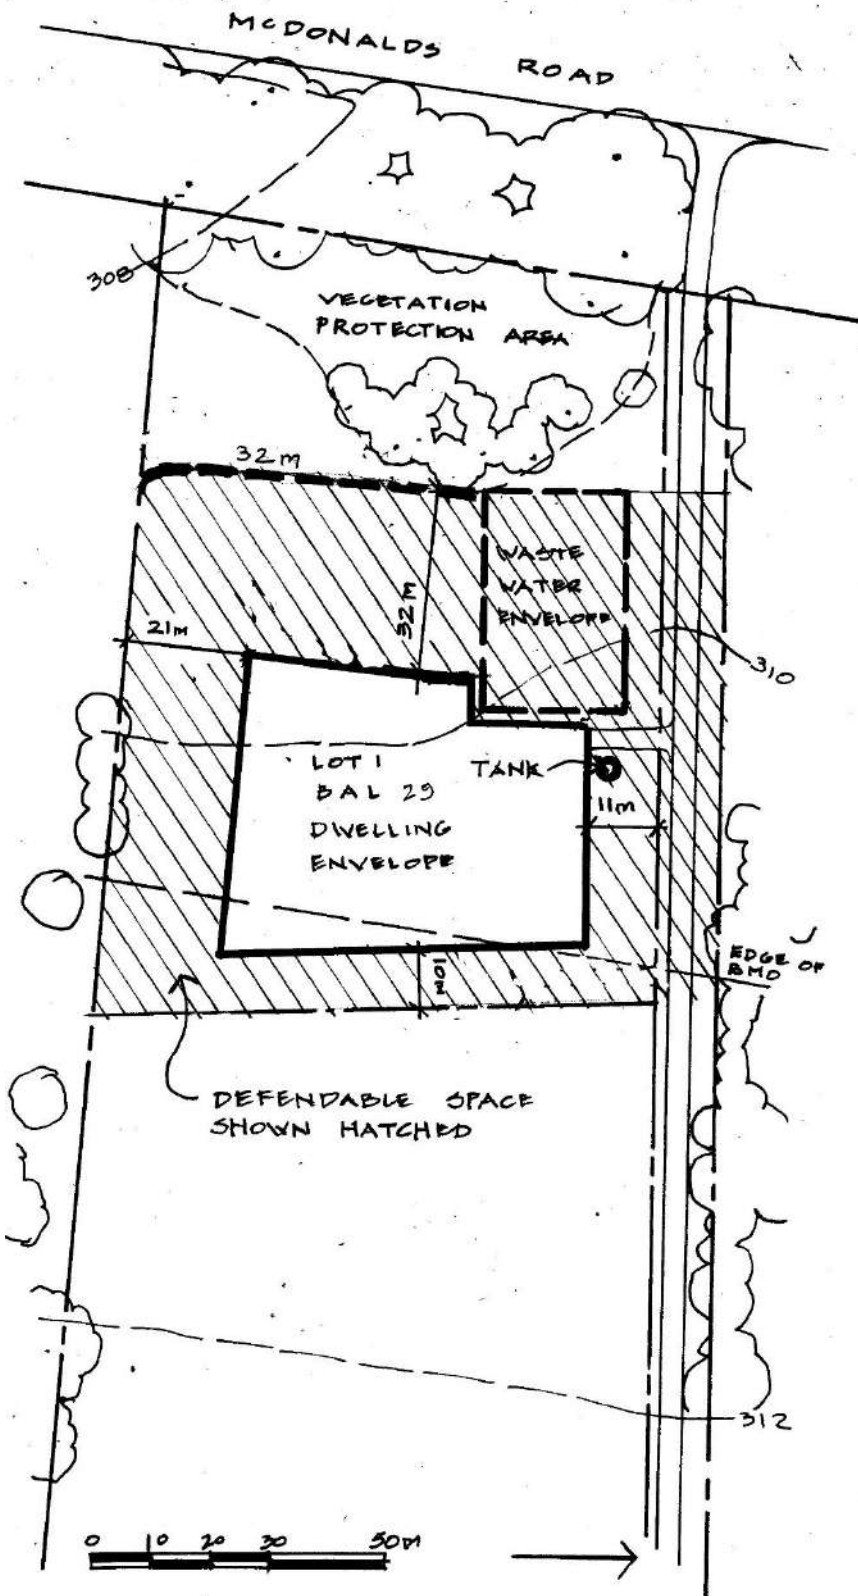 McDONALDS ROAD
308
VEGETATION
PROTECTION AREA
32m
WASTE
WATER
ENVELOPE
32m
21m
310
LOT 1
BAL 29
DWELLING
ENVELOPE
TANK
11m
10m
EDGE OF
BMO
DEFENDABLE SPACE
SHOWN HATCHED
312
0 10 20 30 50m